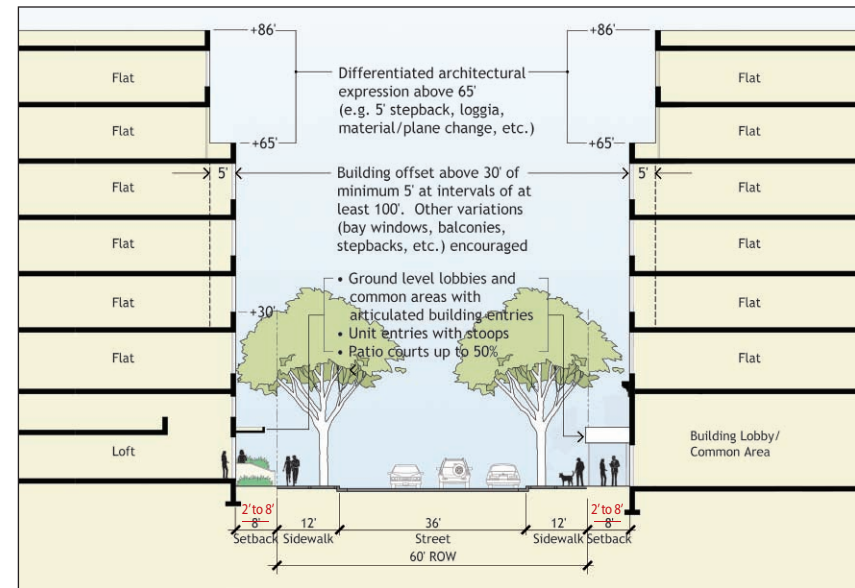 +86'
+86'
Differentiated architectural
expression above 65'
(e.g. 5' stepback, loggia,
material/plane change, etc.)
Flat
Flat
+65'
+65'
Flat
Flat
5'
5'
Building offset above 30' of
minimum 5' at intervals of at
least 100'.  Other variations
(bay windows, balconies,
stepbacks, etc.) encouraged
Flat
Flat
Flat
Flat
• Ground level lobbies and
common areas with
articulated building entries
• Unit entries with stoops
• Patio courts up to 50%
+30'
Flat
Flat
Flat
Flat
Loft
Building Lobby/
Common Area
2' to 8'
2' to 8'
8'
12'
36'
12'
8'
Setback
Sidewalk
Street
Sidewalk
Setback
60' ROW